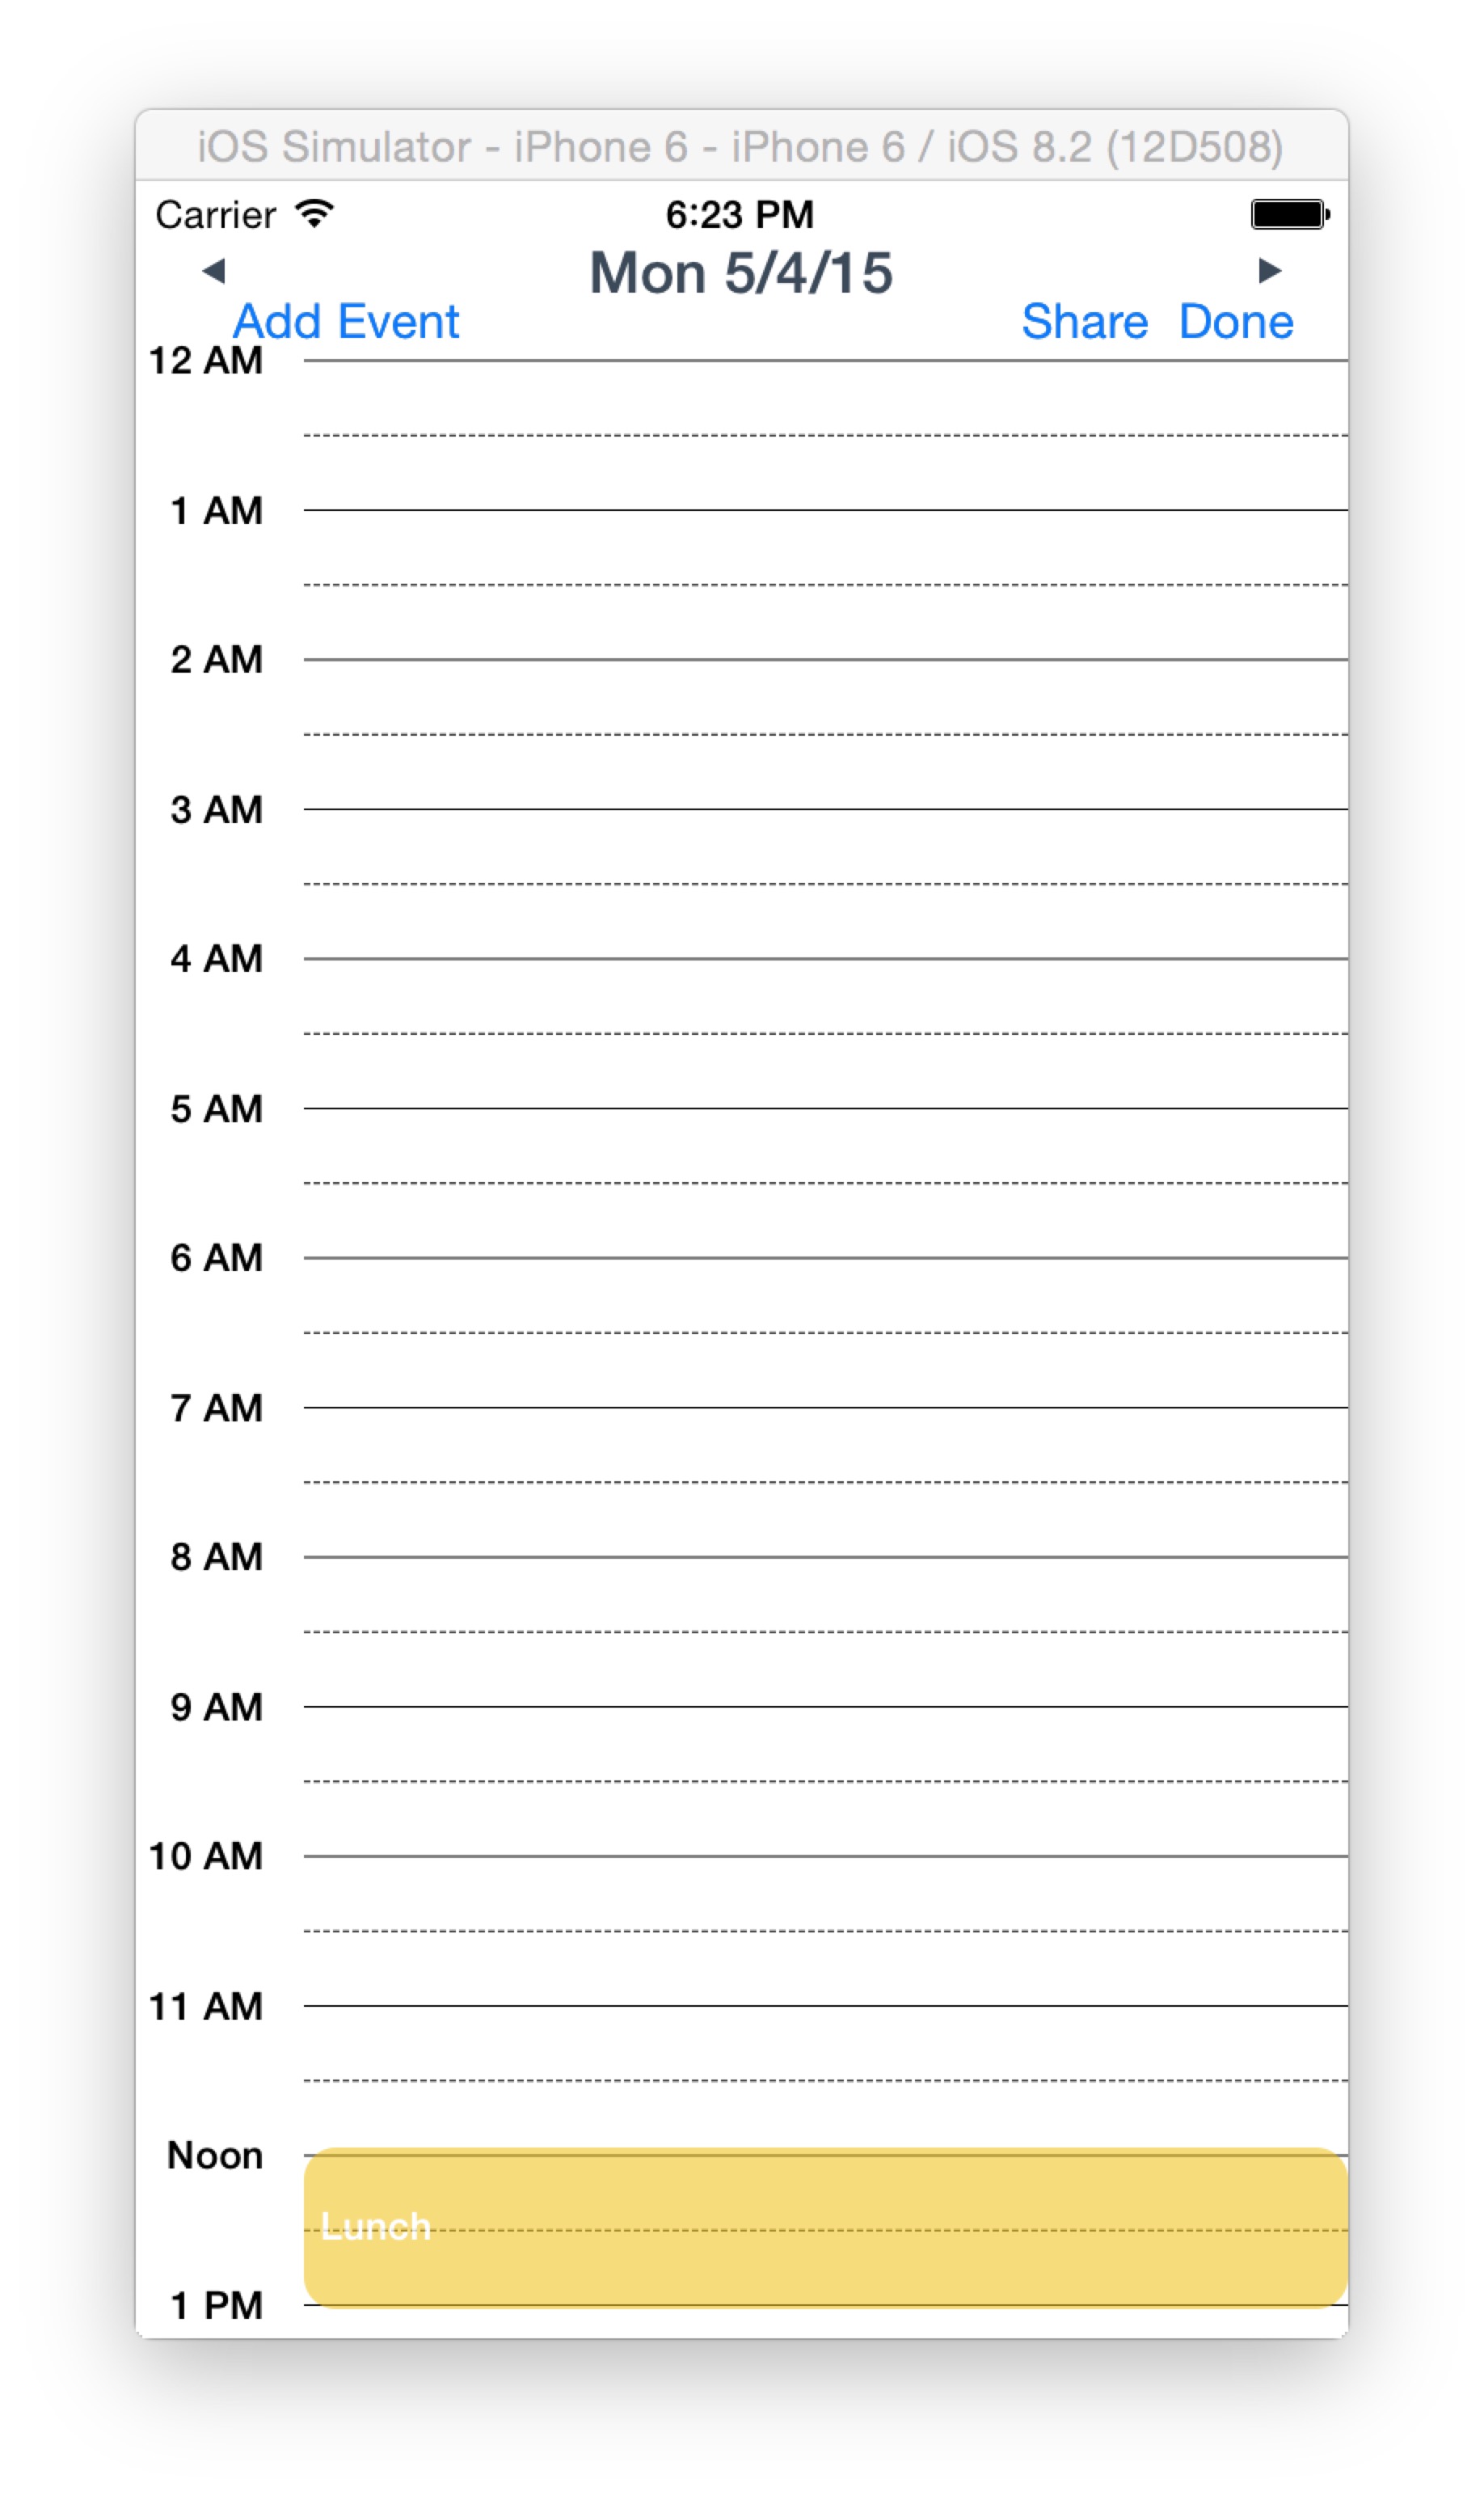 iOS Simulator - iPhone 6 - iPhone 6 / iOS 8.2 (12D508)
Carrier 6:23 PM
◀ Mon 5/4/15 ▶
Add Event Share Done
12 AM
1 AM
2 AM
3 AM
4 AM
5 AM
6 AM
7 AM
8 AM
9 AM
10 AM
11 AM
Noon
Lunch
1 PM